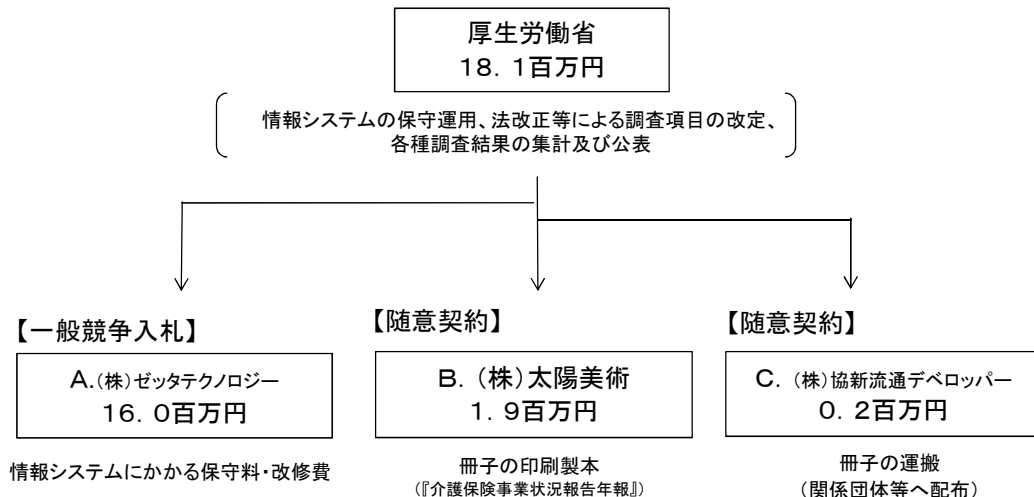 厚生労働省
18．1百万円
情報システムの保守運用、法改正等による調査項目の改定、
各種調査結果の集計及び公表
【一般競争入札】
A.（株）ゼッタテクノロジー
16．0百万円
情報システムにかかる保守料・改修費
【随意契約】
B．（株）太陽美術
1．9百万円
冊子の印刷製本
（『介護保険事業状況報告年報』）
【随意契約】
C．（株）協新流通デベロッパー
0．2百万円
冊子の運搬
（関係団体等へ配布）